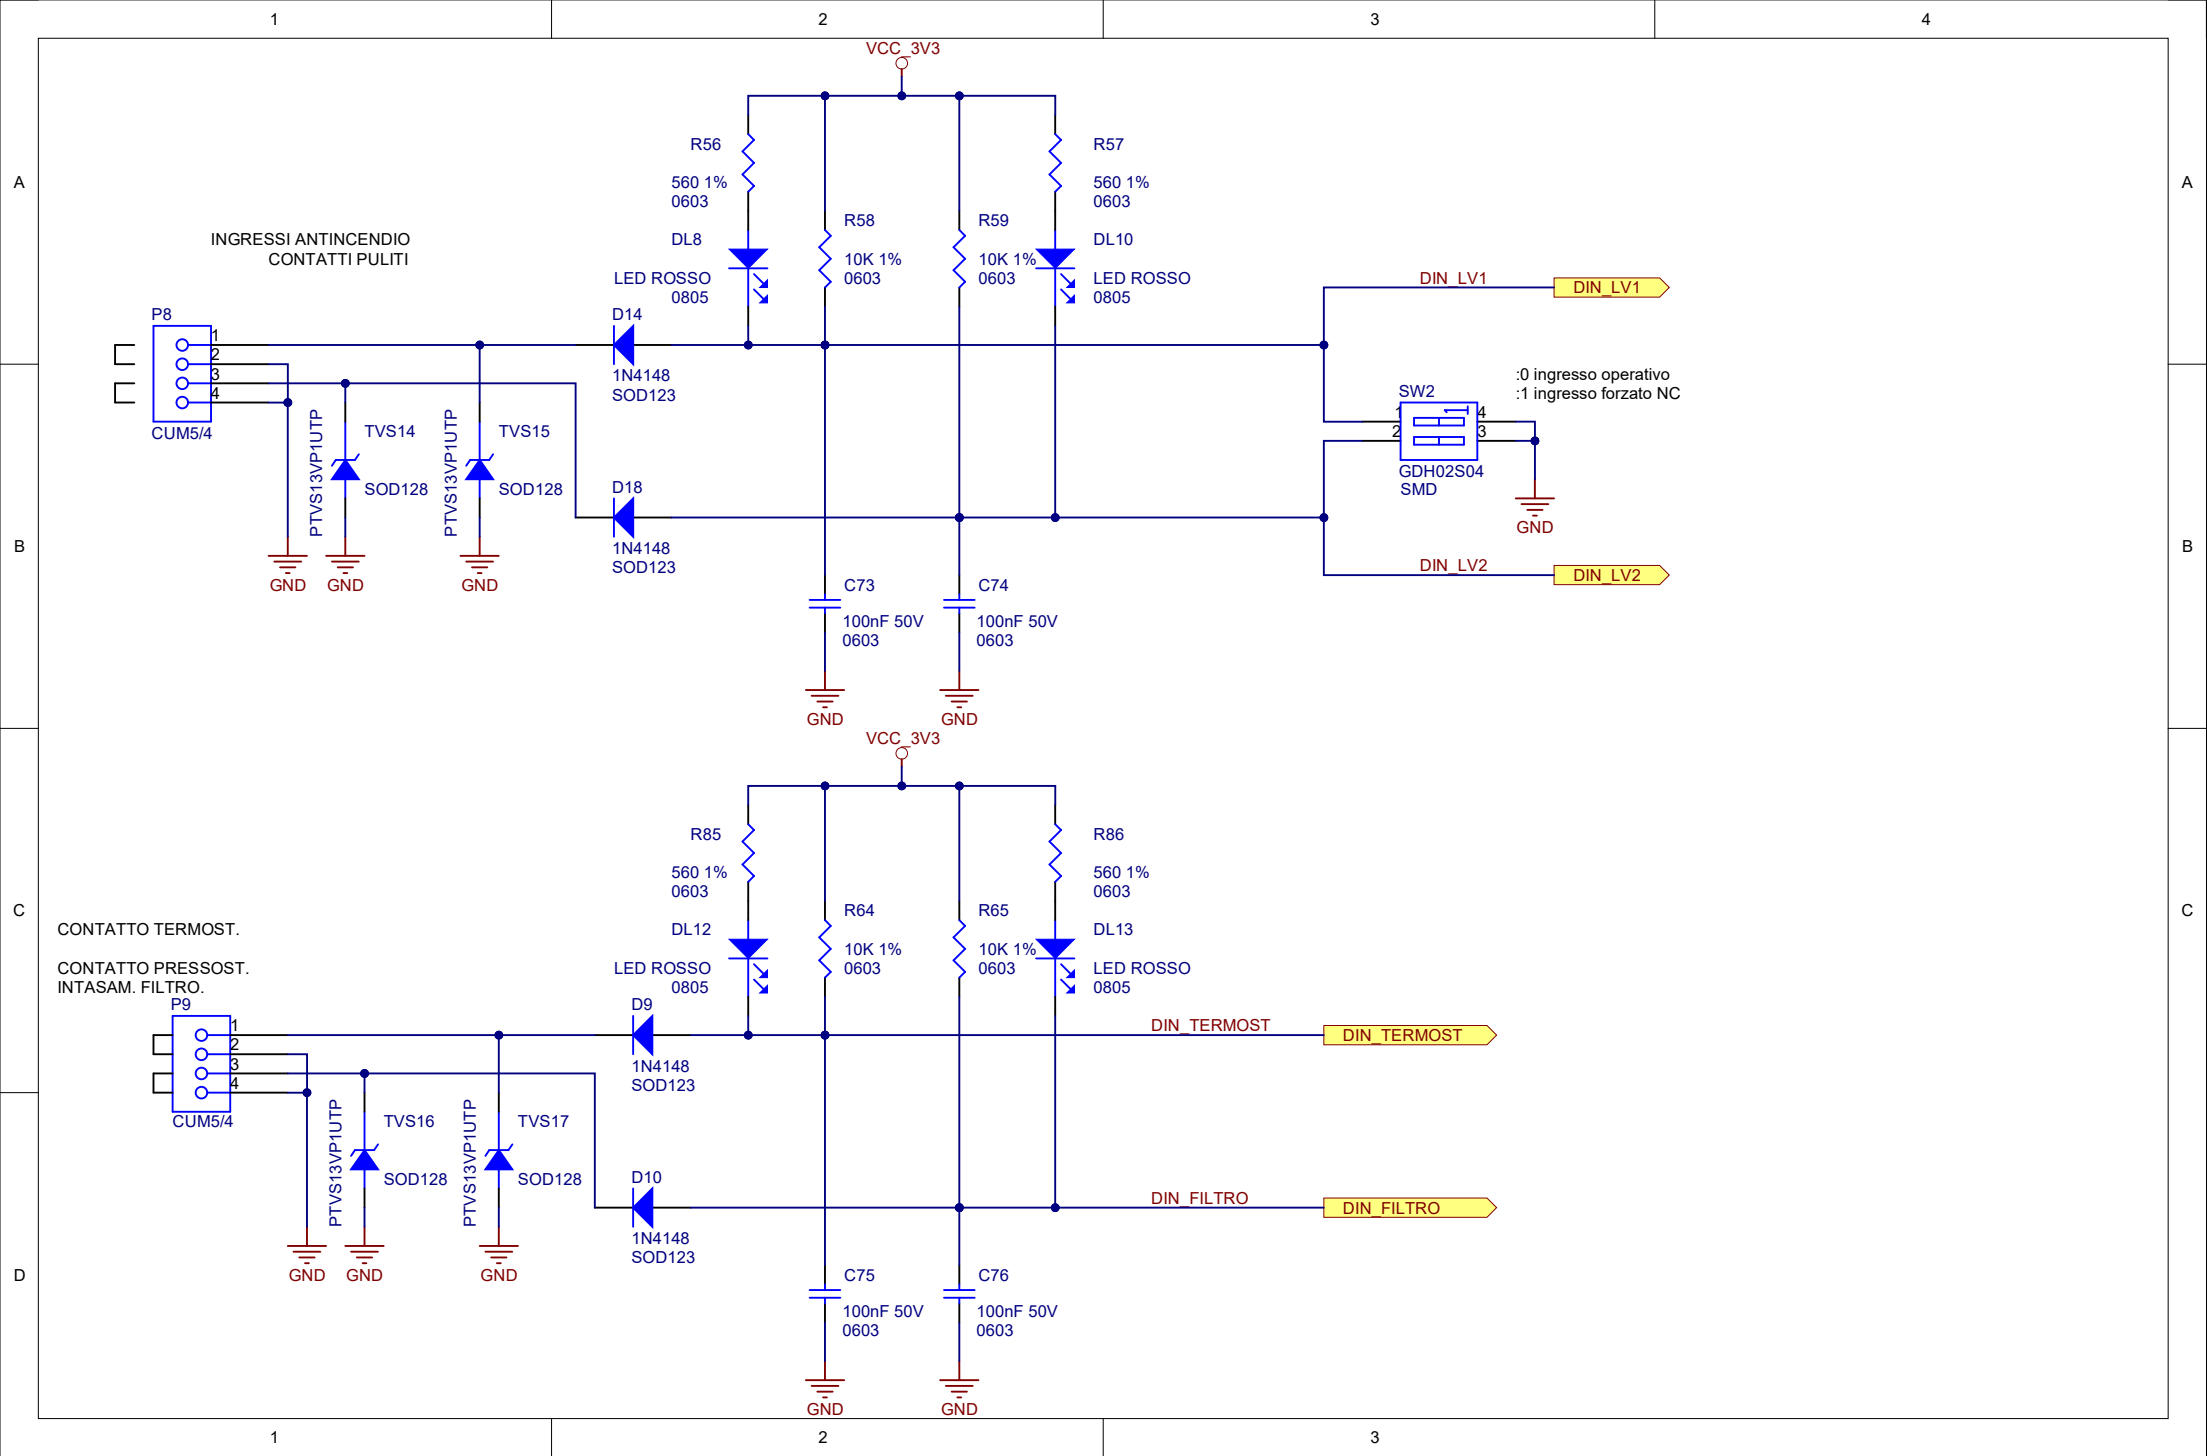 1
2
3
4
A
A
B
B
C
C
D
1
2
3
VCC_3V3
R56
560 1%
0603
R57
560 1%
0603
R58
10K 1%
0603
R59
10K 1%
0603
DL8
LED ROSSO
0805
DL10
LED ROSSO
0805
INGRESSI ANTINCENDIO
CONTATTI PULITI
P8
1
2
3
4
CUM5/4
D14
1N4148
SOD123
DIN_LV1
DIN_LV1
:0 ingresso operativo
:1 ingresso forzato NC
SW2
1
2
4
3
GDH02S04
SMD
GND
PTVS13VP1UTP
TVS14
SOD128
PTVS13VP1UTP
TVS15
SOD128
D18
1N4148
SOD123
GND
GND
GND
DIN_LV2
DIN_LV2
C73
100nF 50V
0603
C74
100nF 50V
0603
GND
GND
VCC_3V3
R85
560 1%
0603
R86
560 1%
0603
R64
10K 1%
0603
R65
10K 1%
0603
DL12
LED ROSSO
0805
DL13
LED ROSSO
0805
CONTATTO TERMOST.
CONTATTO PRESSOST.
INTASAM. FILTRO.
P9
1
2
3
4
CUM5/4
D9
1N4148
SOD123
DIN_TERMOST
DIN_TERMOST
PTVS13VP1UTP
TVS16
SOD128
PTVS13VP1UTP
TVS17
SOD128
D10
1N4148
SOD123
DIN_FILTRO
DIN_FILTRO
GND
GND
GND
C75
100nF 50V
0603
C76
100nF 50V
0603
GND
GND